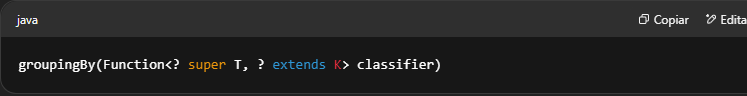 java
Copiar
Edita
groupingBy(Function<? super T, ? extends K> classifier)